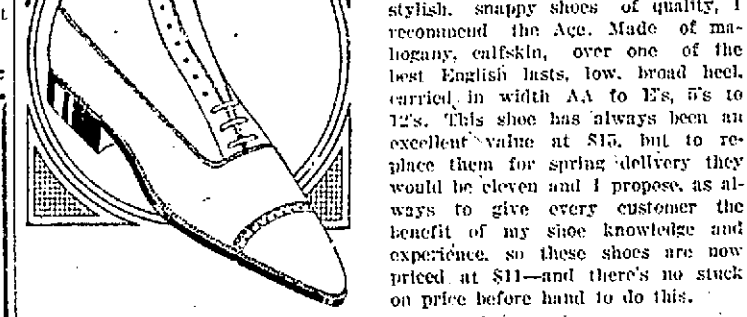 stylish, snappy shoes of quality, I
recommend the Ace. Made of ma-
hogany, calfskin, over one of the
best English lasts, low, broad heel,
carried in width AA to E's, 5's to
12's. This shoe has always been an
excellent value at $15, but to re-
place them for spring delivery they
would be eleven and I propose, as al-
ways to give every customer the
benefit of my shoe knowledge and
experience, so these shoes are now
priced at $11—and there's no stuck
on price before hand to do this.